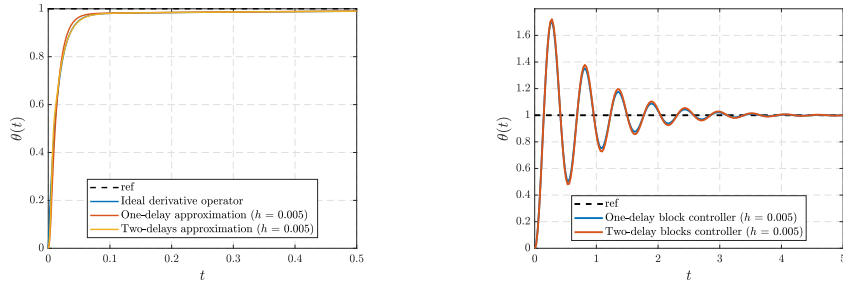 1
0.8
0.6
0.4
0.2
0
θ(t)
ref
Ideal derivative operator
One-delay approximation (h = 0.005)
Two-delays approximation (h = 0.005)
0 0.1 0.2 0.3 0.4 0.5
t
1.6
1.4
1.2
1
0.8
0.6
0.4
0.2
0
θ(t)
ref
One-delay block controller (h = 0.005)
Two-delay blocks controller (h = 0.005)
0 1 2 3 4 5
t